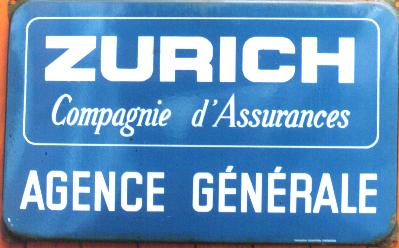 ZURICH
Compagnie d'Assurances
AGENCE GÉNÉRALE